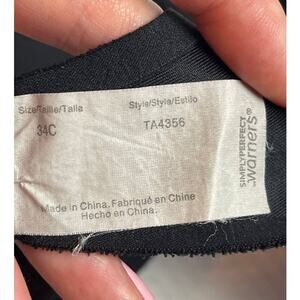 Size/Taille/Talla
34C
Style/Style/Estilo
TA4356
SIMPLY PERFECT
warners®
Made in China. Fabriqué en Chine
Hecho en China.